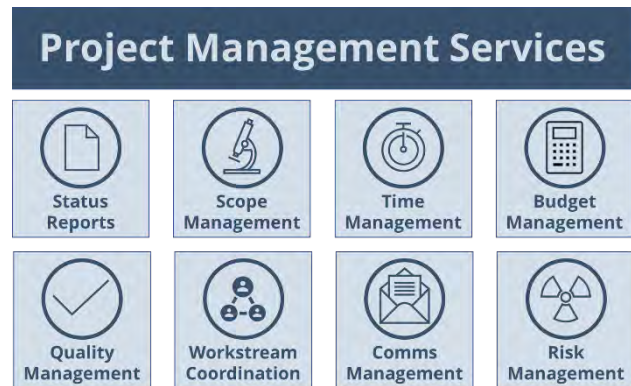 Project Management Services
Status
Reports
Scope
Management
Time
Management
Budget
Management
Quality
Management
Workstream
Coordination
Comms
Management
Risk
Management